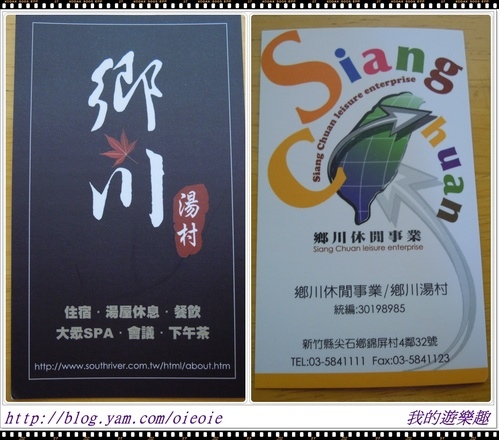 鄉川
湯村
住宿‧湯屋休息‧餐飲
大眾SPA‧會議‧下午茶
http://www.southriver.com.tw/html/about.htm
Siang Chuan
Siang Chuan leisure enterprise
鄉川休閒事業
Siang Chuan leisure enterprise
鄉川休閒事業/鄉川湯村
統編:30198985
新竹縣尖石鄉錦屏村4鄰32號
TEL:03-5841111 Fax:03-5841123
http://blog.yam.com/oieoie
我的遊樂趣